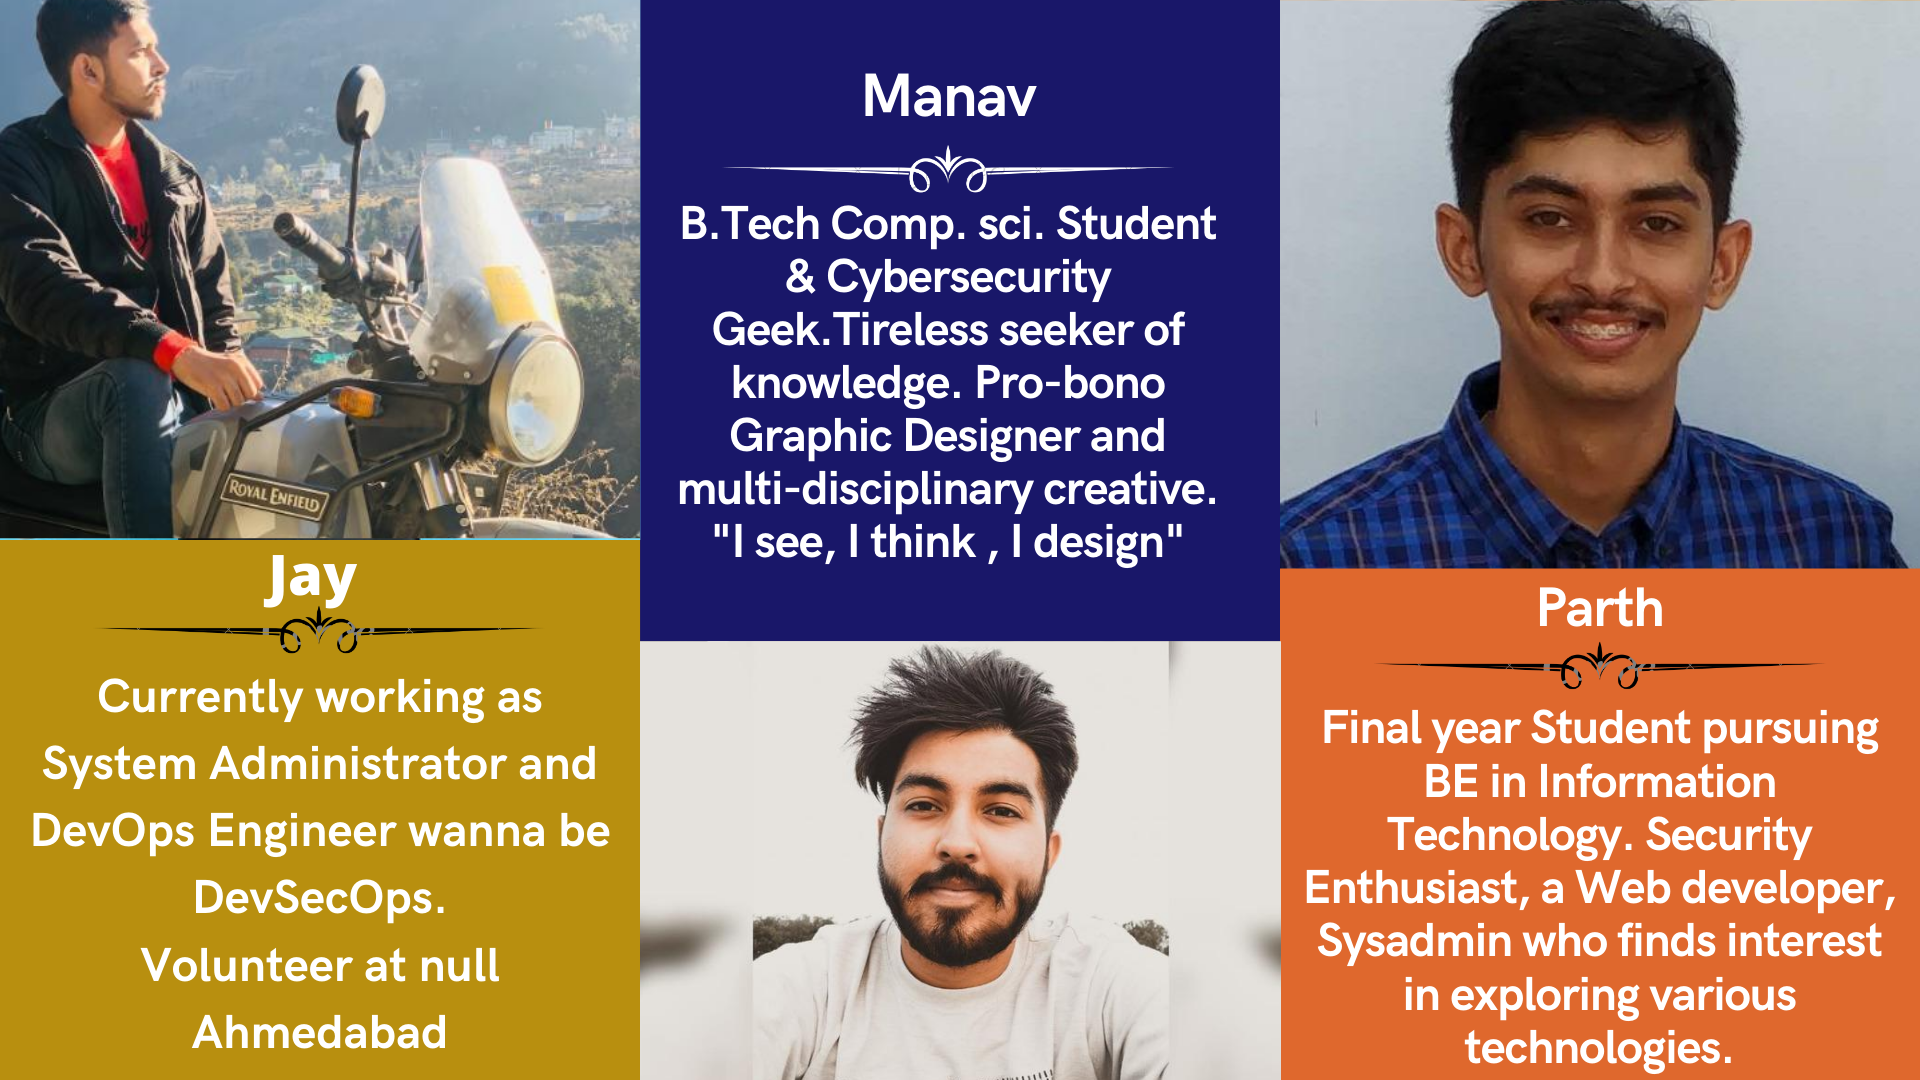 ROYAL ENFIELD
Jay
Currently working as
System Administrator and
DevOps Engineer wanna be
DevSecOps.
Volunteer at null
Ahmedabad
Manav
B.Tech Comp. sci. Student
& Cybersecurity
Geek.Tireless seeker of
knowledge. Pro-bono
Graphic Designer and
multi-disciplinary creative.
"I see, I think , I design"
Parth
Final year Student pursuing
BE in Information
Technology. Security
Enthusiast, a Web developer,
Sysadmin who finds interest
in exploring various
technologies.